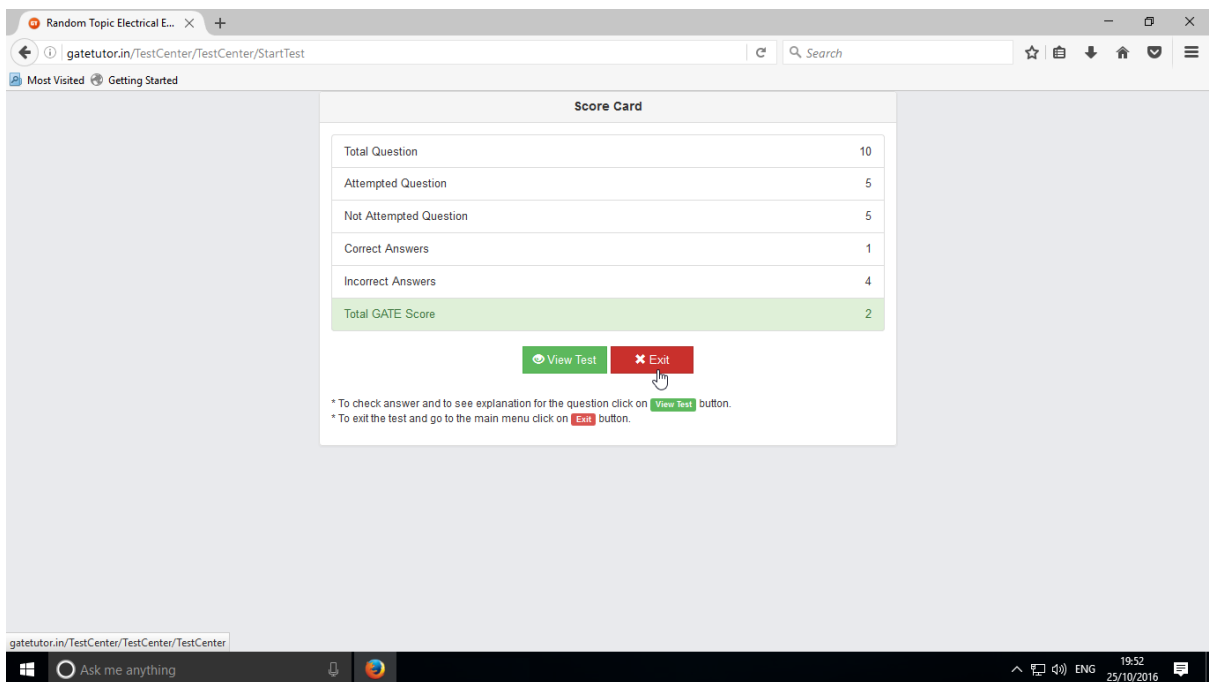 Random Topic Electrical E...
gatetutor.in/TestCenter/TestCenter/StartTest
Search
Most Visited Getting Started
Score Card
Total Question 10
Attempted Question 5
Not Attempted Question 5
Correct Answers 1
Incorrect Answers 4
Total GATE Score 2
View Test Exit
* To check answer and to see explanation for the question click on View Test button.
* To exit the test and go to the main menu click on Exit button.
gatetutor.in/TestCenter/TestCenter/TestCenter
Ask me anything
ENG
19:52
25/10/2016